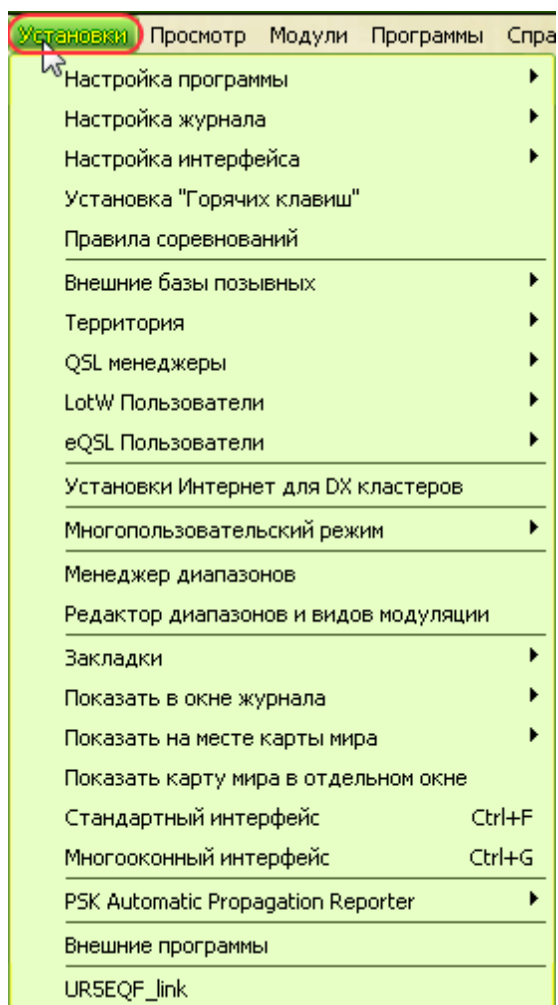 Установки Просмотр Модули Программы Спра
Настройка программы
Настройка журнала
Настройка интерфейса
Установка "Горячих клавиш"
Правила соревнований
Внешние базы позывных
Территория
QSL менеджеры
LotW Пользователи
eQSL Пользователи
Установки Интернет для DX кластеров
Многопользовательский режим
Менеджер диапазонов
Редактор диапазонов и видов модуляции
Закладки
Показать в окне журнала
Показать на месте карты мира
Показать карту мира в отдельном окне
Стандартный интерфейс Ctrl+F
Многооконный интерфейс Ctrl+G
PSK Automatic Propagation Reporter
Внешние программы
UR5EQF_link